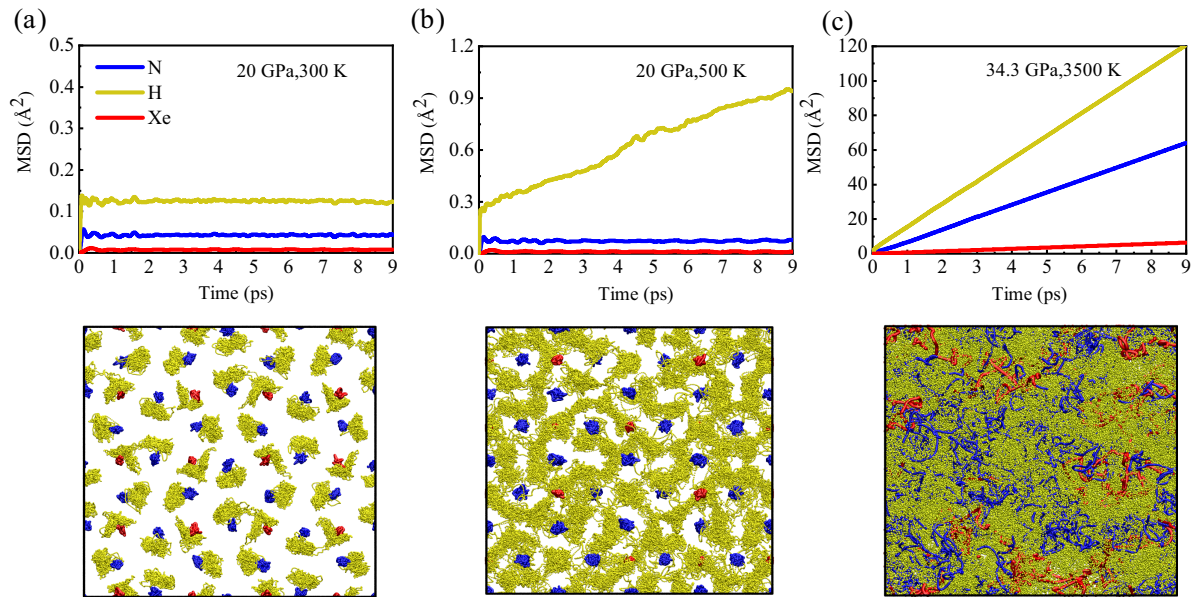 (a)
(b)
(c)
MSD (Å²)
0.5
0.4
0.3
0.2
0.1
0.0
N
H
Xe
20 GPa,300 K
0 1 2 3 4 5 6 7 8 9
Time (ps)
MSD (Å²)
1.2
0.9
0.6
0.3
0.0
20 GPa,500 K
0 1 2 3 4 5 6 7 8 9
Time (ps)
MSD (Å²)
120
100
80
60
40
20
0
34.3 GPa,3500 K
0 1 2 3 4 5 6 7 8 9
Time (ps)